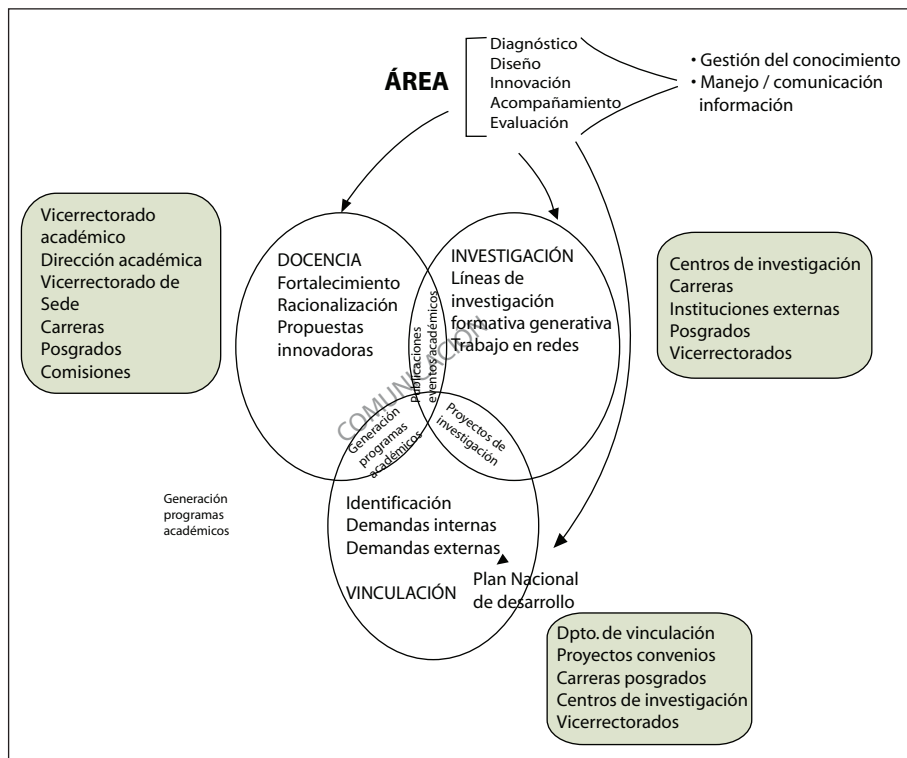 ÁREA
Diagnóstico
Diseño
Innovación
Acompañamiento
Evaluación
• Gestión del conocimiento
• Manejo / comunicación
información
Vicerrectorado
académico
Dirección académica
Vicerrectorado de
Sede
Carreras
Posgrados
Comisiones
DOCENCIA
Fortalecimiento
Racionalización
Propuestas
innovadoras
INVESTIGACIÓN
Líneas de
investigación
formativa generativa
Trabajo en redes
Centros de investigación
Carreras
Instituciones externas
Posgrados
Vicerrectorados
Publicaciones
eventos académicos
COMUNICACIÓN
Generación
programas
académicos
Proyectos de
investigación
Generación
programas
académicos
Identificación
Demandas internas
Demandas externas
VINCULACIÓN
Plan Nacional
de desarrollo
Dpto. de vinculación
Proyectos convenios
Carreras posgrados
Centros de investigación
Vicerrectorados